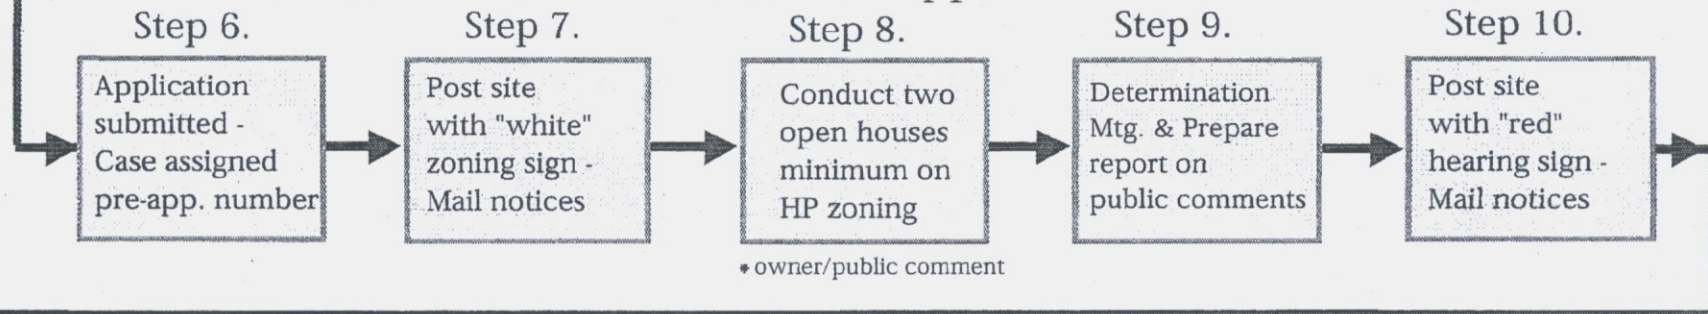 Step 6.
Application
submitted -
Case assigned
pre-app. number
Step 7.
Post site
with "white"
zoning sign -
Mail notices
Step 8.
Conduct two
open houses
minimum on
HP zoning
* owner/public comment
Step 9.
Determination
Mtg. & Prepare
report on
public comments
Step 10.
Post site
with "red"
hearing sign -
Mail notices